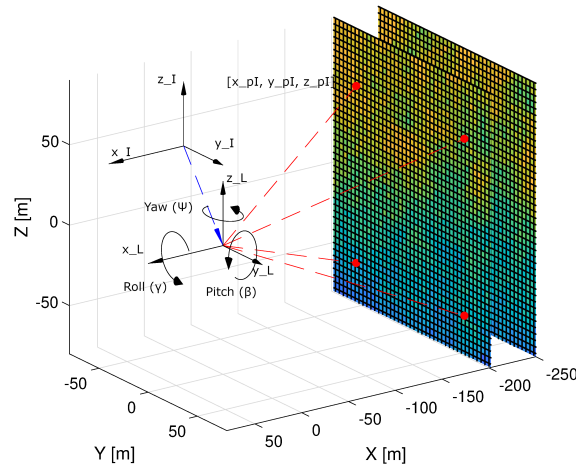 z_I
[x_pI, y_pI, z_pI]
x_I
y_I
z_L
Yaw (Ψ)
x_L
y_L
Roll (γ)
Pitch (β)
Z [m]
50
0
-50
Y [m]
-50
0
50
X [m]
50
0
-50
-100
-150
-200
-250